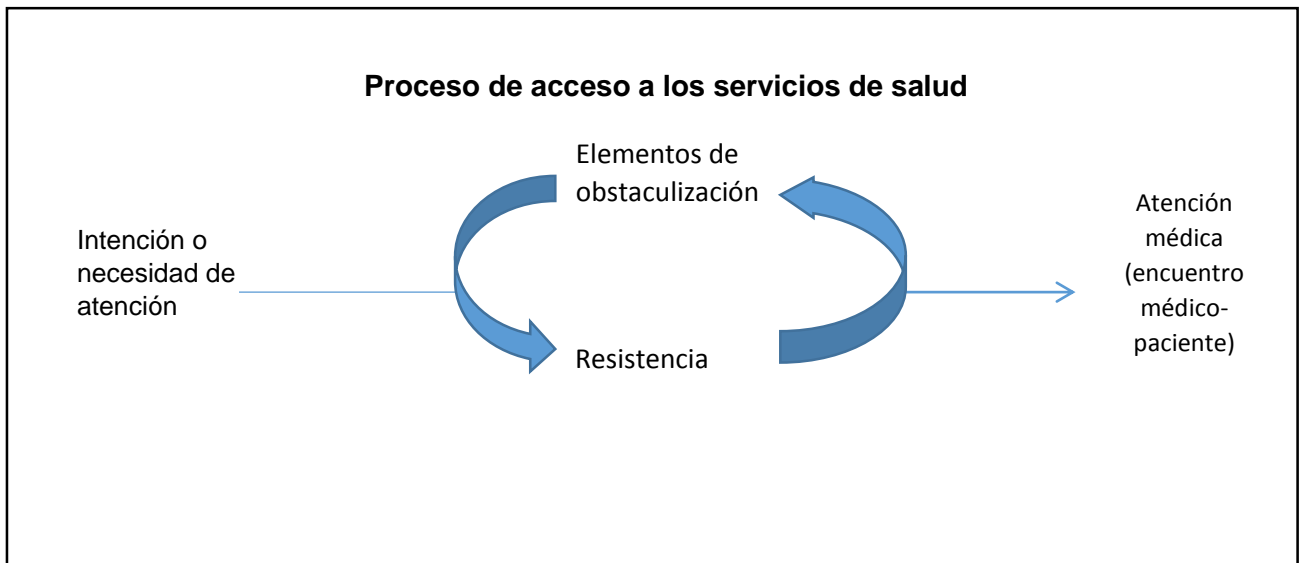 Proceso de acceso a los servicios de salud
Elementos de
obstaculización
Intención o
necesidad de
atención
Resistencia
Atención
médica
(encuentro
médico-
paciente)